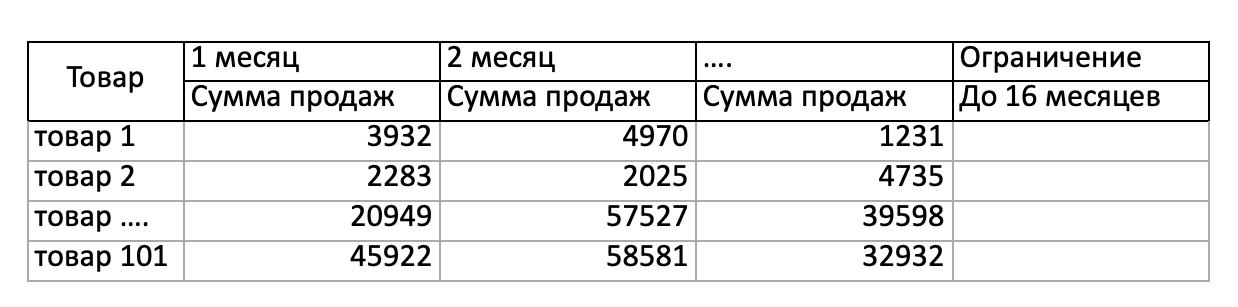 Товар 1 месяц 2 месяц .... Ограничение
Сумма продаж Сумма продаж Сумма продаж До 16 месяцев
товар 1 3932 4970 1231
товар 2 2283 2025 4735
товар .... 20949 57527 39598
товар 101 45922 58581 32932